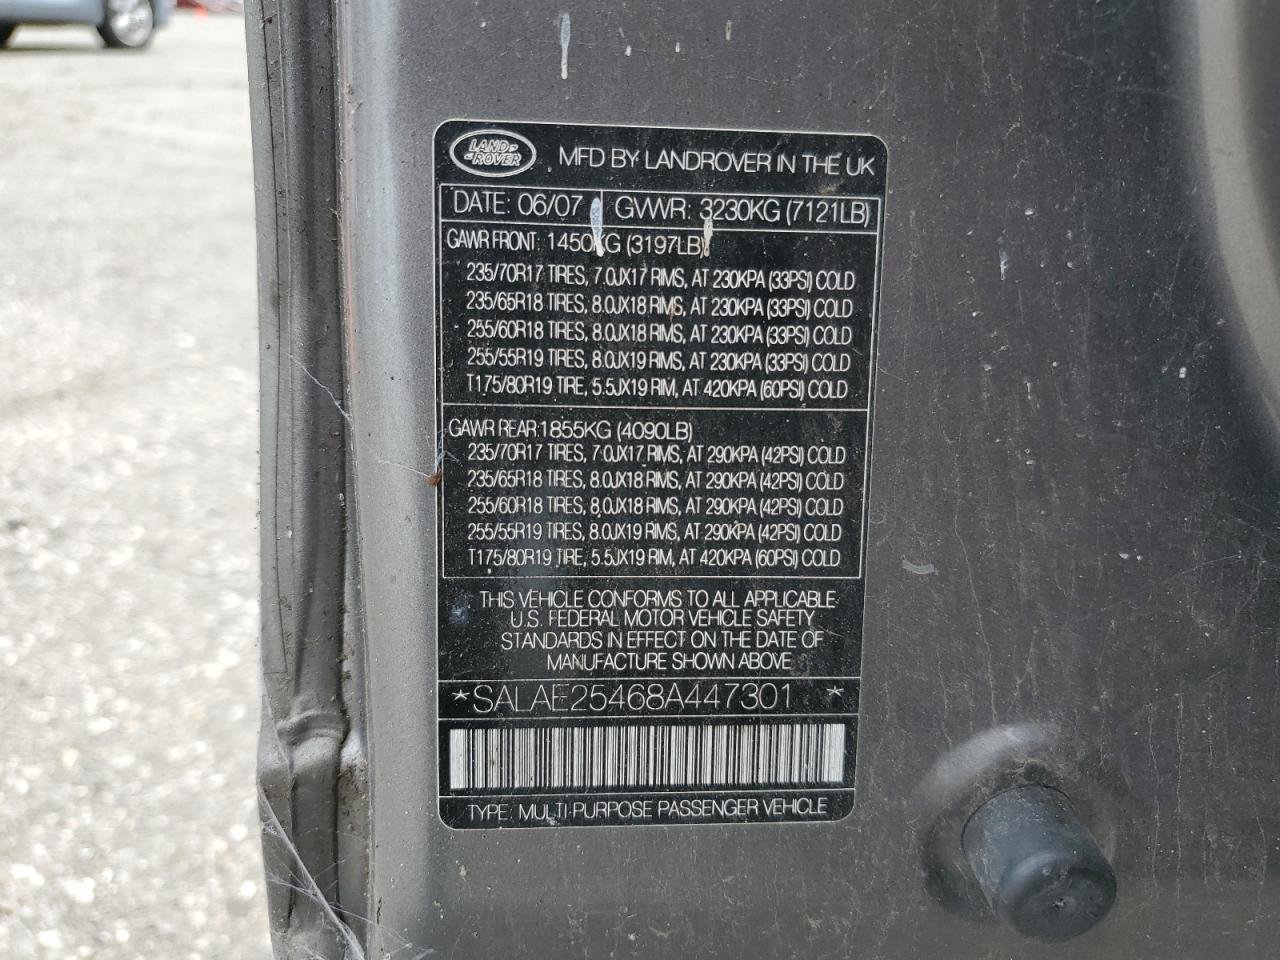 LAND ROVER
MFD BY LANDROVER IN THE UK
DATE: 06/07 GVWR: 3230KG (7121LB)
GAWR FRONT: 1450KG (3197LB)
235/70R17 TIRES, 7.0JX17 RIMS, AT 230KPA (33PSI) COLD
235/65R18 TIRES, 8.0JX18 RIMS, AT 230KPA (33PSI) COLD
255/60R18 TIRES, 8.0JX18 RIMS, AT 230KPA (33PSI) COLD
255/55R19 TIRES, 8.0JX19 RIMS, AT 230KPA (33PSI) COLD
T175/80R19 TIRE, 5.5JX19 RIM, AT 420KPA (60PSI) COLD
GAWR REAR: 1855KG (4090LB)
235/70R17 TIRES, 7.0JX17 RIMS, AT 290KPA (42PSI) COLD
235/65R18 TIRES, 8.0JX18 RIMS, AT 290KPA (42PSI) COLD
255/60R18 TIRES, 8.0JX18 RIMS, AT 290KPA (42PSI) COLD
255/55R19 TIRES, 8.0JX19 RIMS, AT 290KPA (42PSI) COLD
T175/80R19 TIRE, 5.5JX19 RIM, AT 420KPA (60PSI) COLD
THIS VEHICLE CONFORMS TO ALL APPLICABLE
U.S. FEDERAL MOTOR VEHICLE SAFETY
STANDARDS IN EFFECT ON THE DATE OF
MANUFACTURE SHOWN ABOVE
*SALAE25468A447301 *
TYPE: MULTI PURPOSE PASSENGER VEHICLE